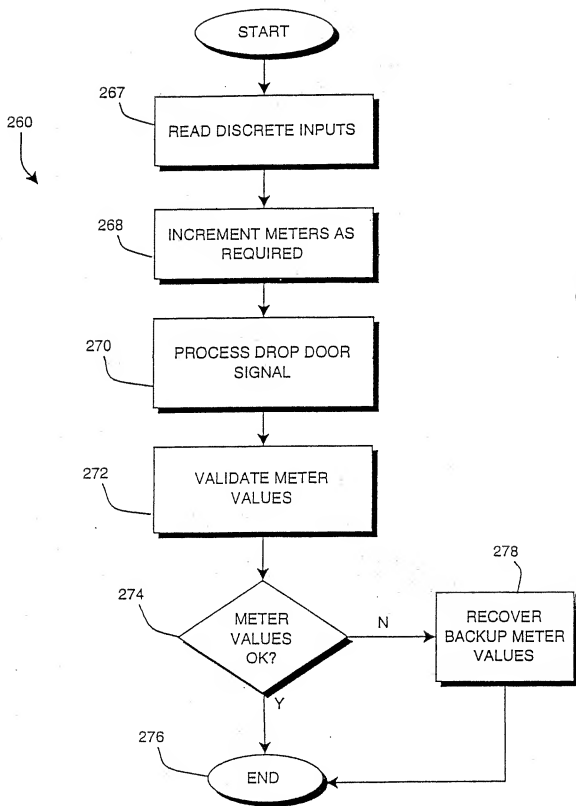 START
267
260
READ DISCRETE INPUTS
268
INCREMENT METERS AS
REQUIRED
270
PROCESS DROP DOOR
SIGNAL
272
VALIDATE METER
VALUES
274
METER
VALUES
OK?
N
Y
278
RECOVER
BACKUP METER
VALUES
276
END